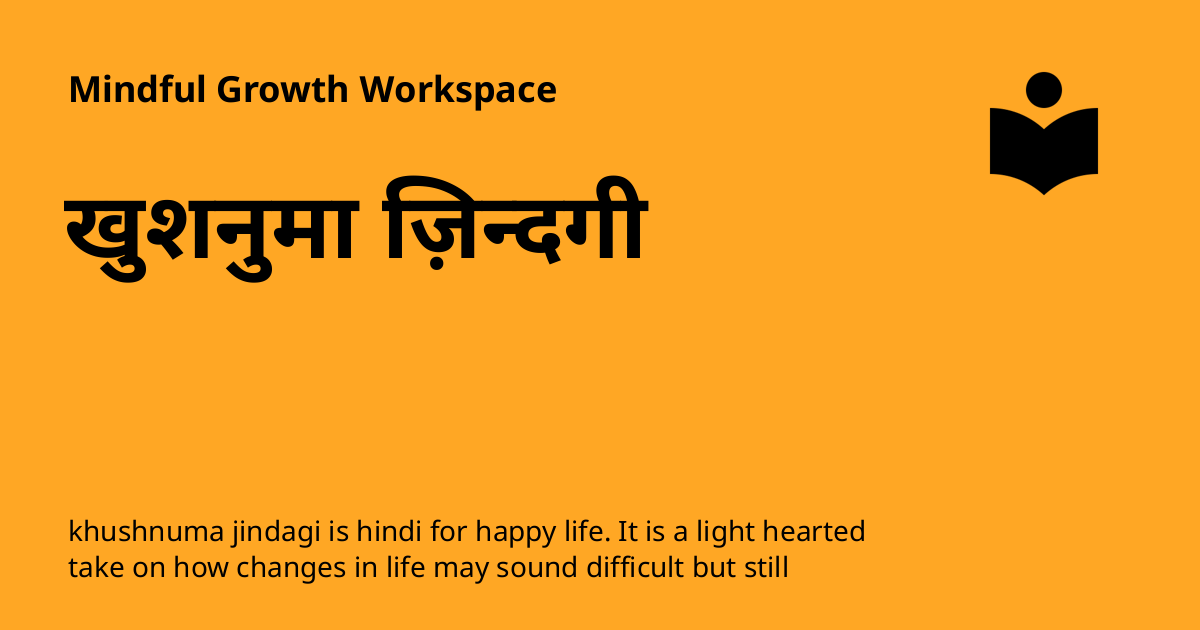 Mindful Growth Workspace
खुशनुमा ज़िन्दगी
khushnuma jindagi is hindi for happy life. It is a light hearted
take on how changes in life may sound difficult but still